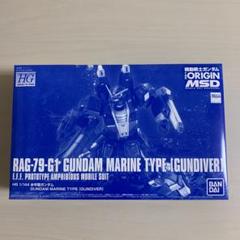 HG
機動戦士ガンダム
THE ORIGIN
MSD
RAG-79-G1 GUNDAM MARINE TYPE [GUNDIVER]
E.F.F. PROTOTYPE AMPHIBIOUS MOBILE SUIT
HG 1/144 水中型ガンダム
GUNDAM MARINE TYPE [GUNDIVER]
BANDAI